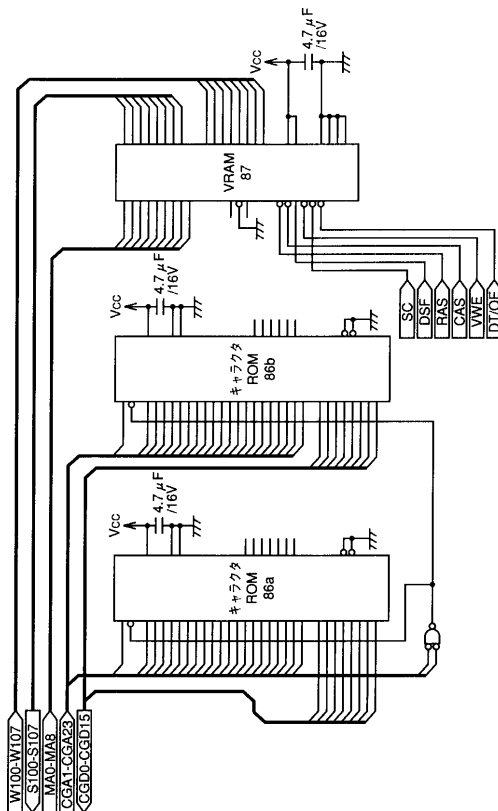 W100-W107
S100-S107
MA0-MA8
CGA1-CGA23
CGD0-CGD15
Vcc
4.7μF
/16V
キャラクタ
ROM
86a
Vcc
4.7μF
/16V
キャラクタ
ROM
86b
Vcc
4.7μF
/16V
VRAM
87
SC
DSF
RAS
CAS
VWE
DT/OE